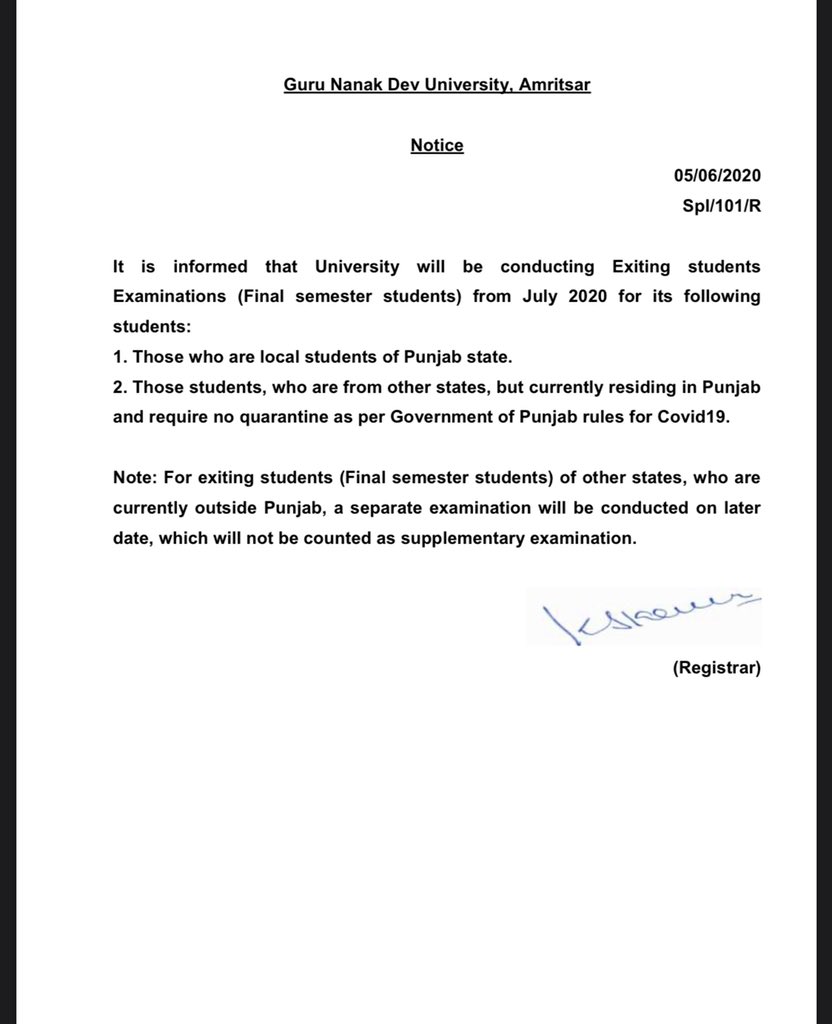 Guru Nanak Dev University, Amritsar
Notice
05/06/2020
Spl/101/R
It is informed that University will be conducting Exiting students
Examinations (Final semester students) from July 2020 for its following
students:
1. Those who are local students of Punjab state.
2. Those students, who are from other states, but currently residing in Punjab
and require no quarantine as per Government of Punjab rules for Covid19.
Note: For exiting students (Final semester students) of other states, who are
currently outside Punjab, a separate examination will be conducted on later
date, which will not be counted as supplementary examination.
(Registrar)